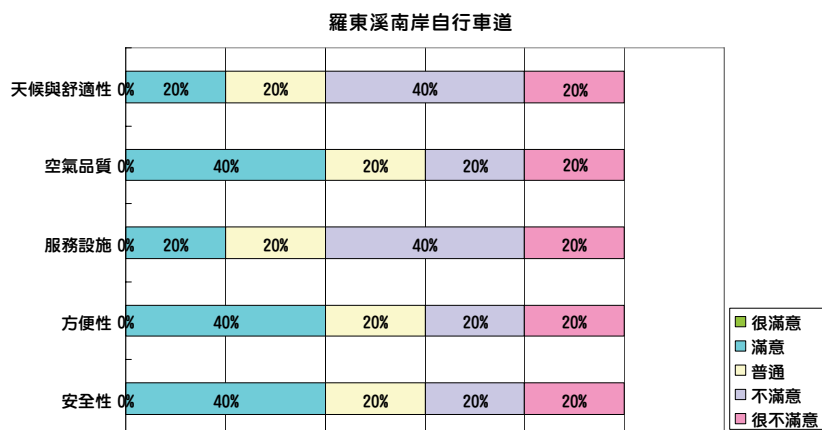 羅東溪南岸自行車道
天候與舒適性 0% 20% 20% 40% 20%
空氣品質 0% 40% 20% 20% 20%
服務設施 0% 20% 20% 40% 20%
方便性 0% 40% 20% 20% 20%
安全性 0% 40% 20% 20% 20%
很滿意
滿意
普通
不滿意
很不滿意